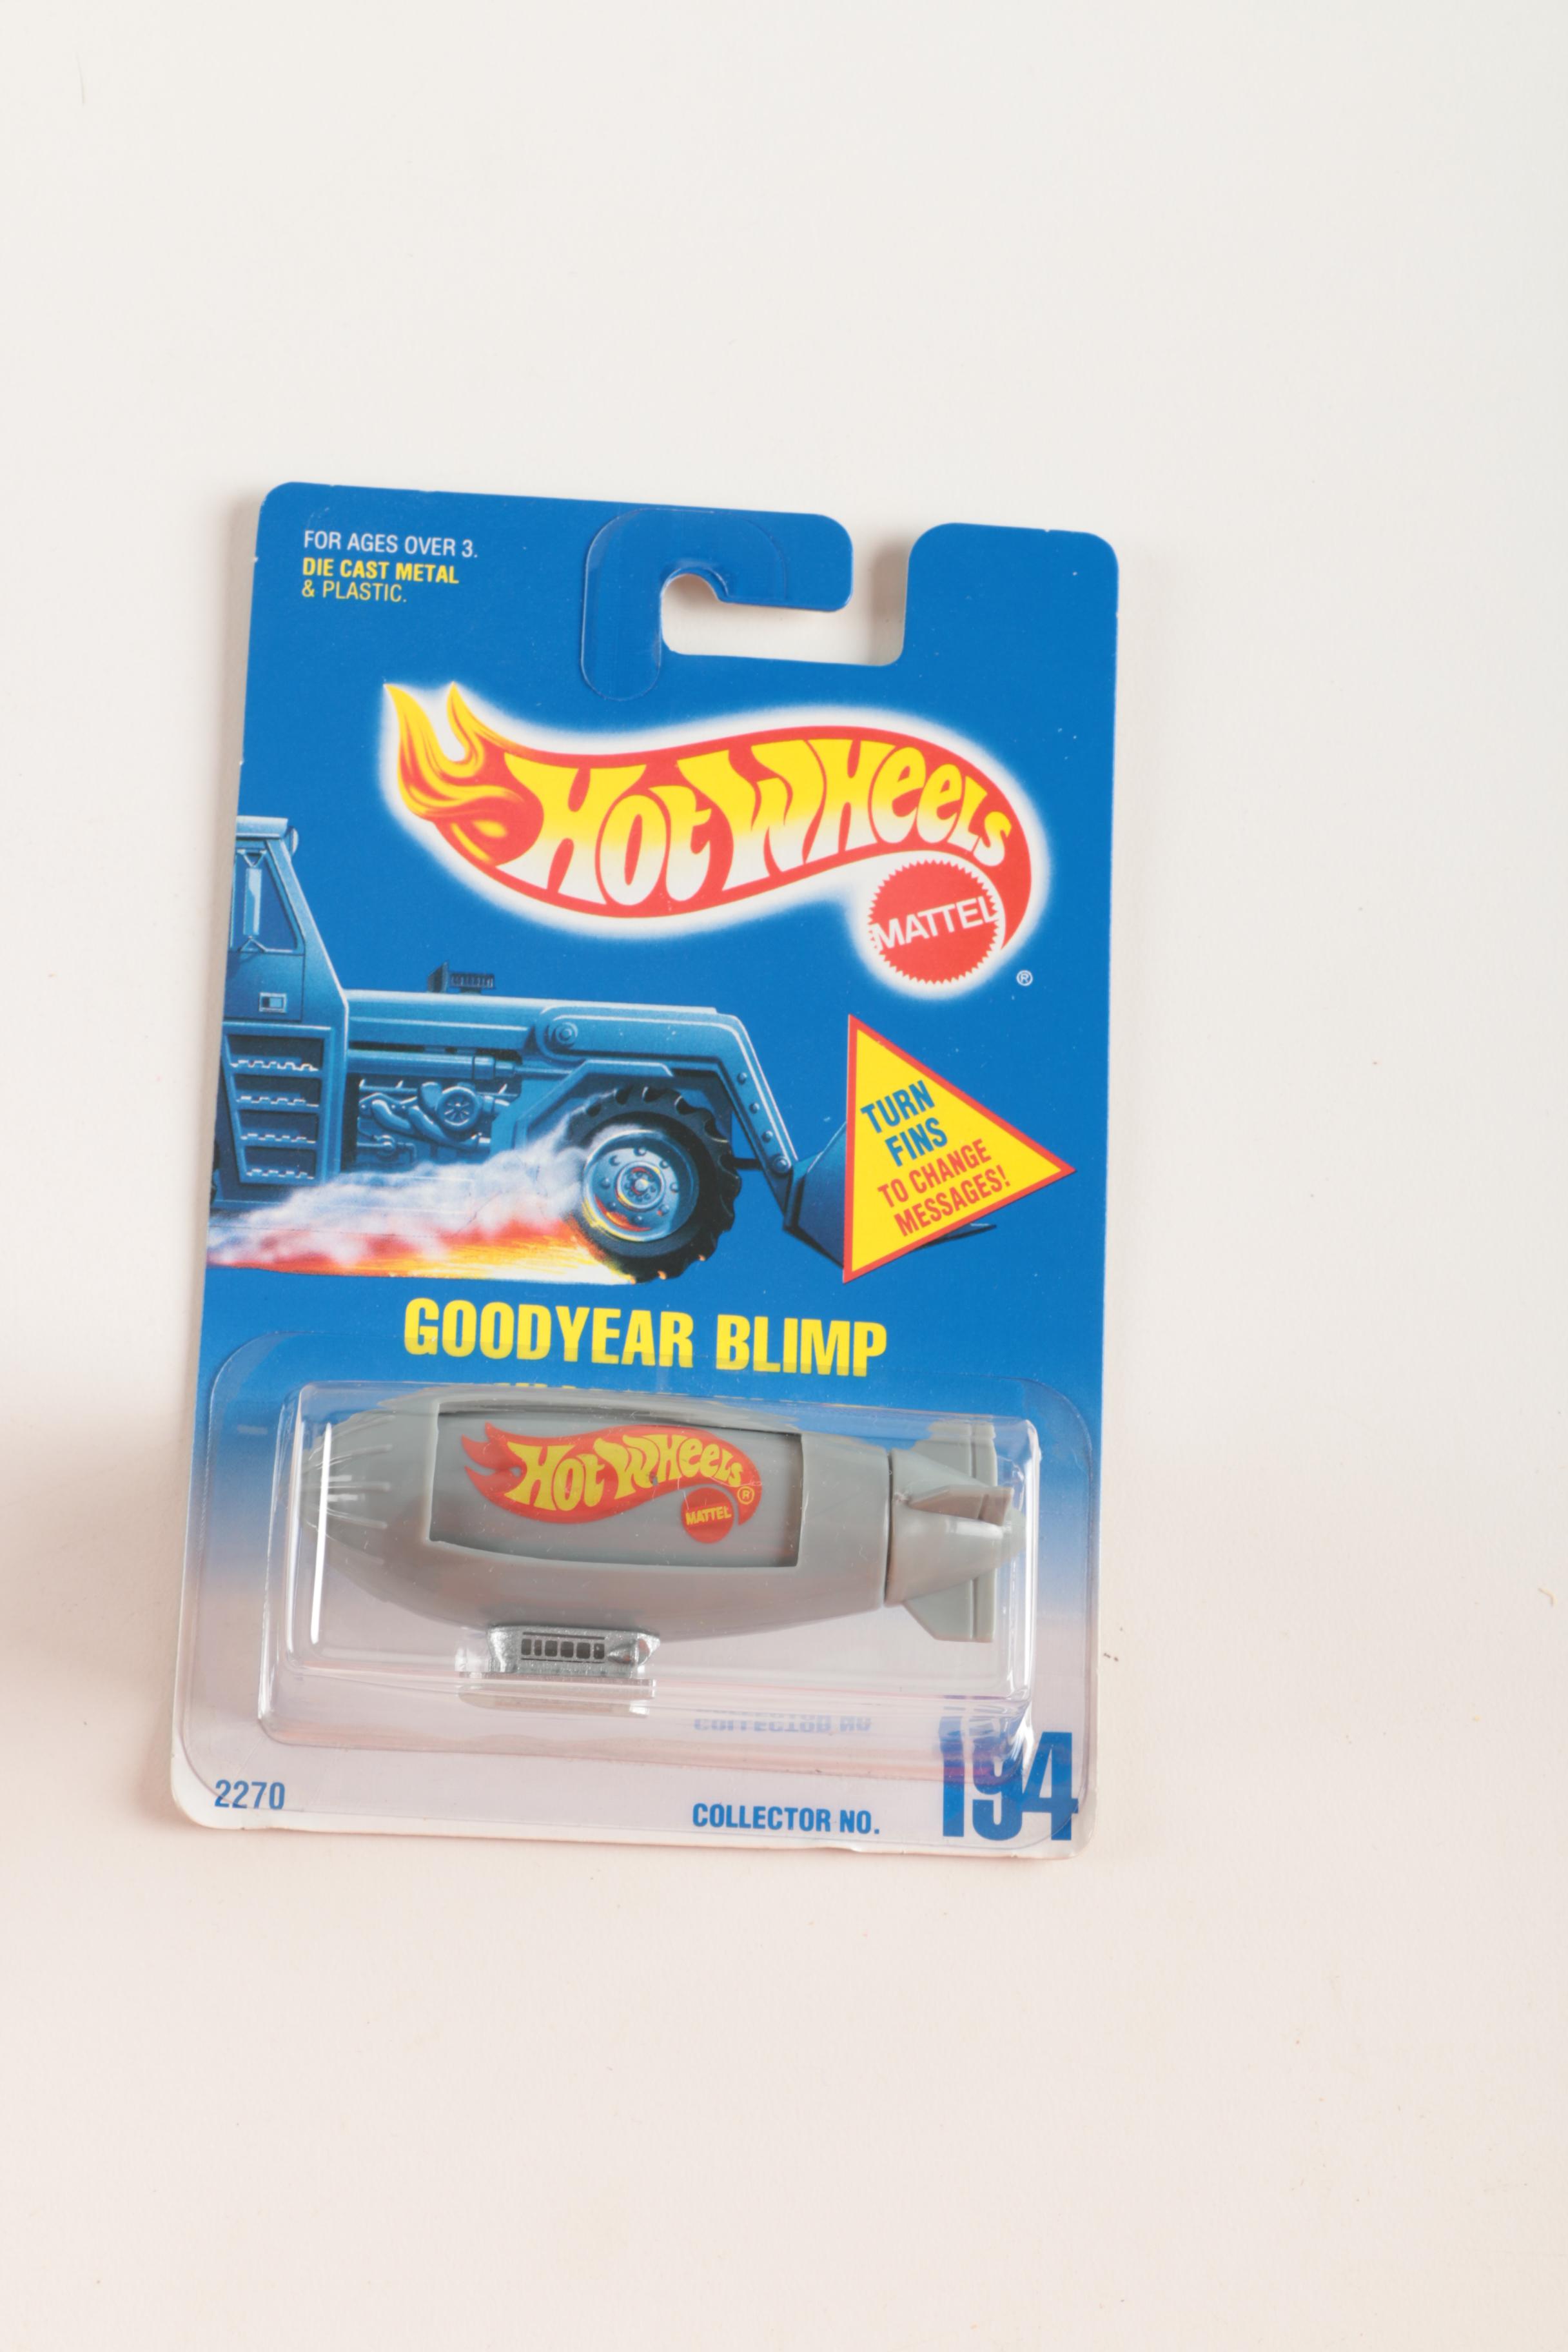 FOR AGES OVER 3.
DIE CAST METAL
& PLASTIC.
HOT WHEELS
MATTEL
®
TURN
FINS
TO CHANGE
MESSAGES!
GOODYEAR BLIMP
HOT WHEELS
®
MATTEL
COLLECTOR NO.
194
2270